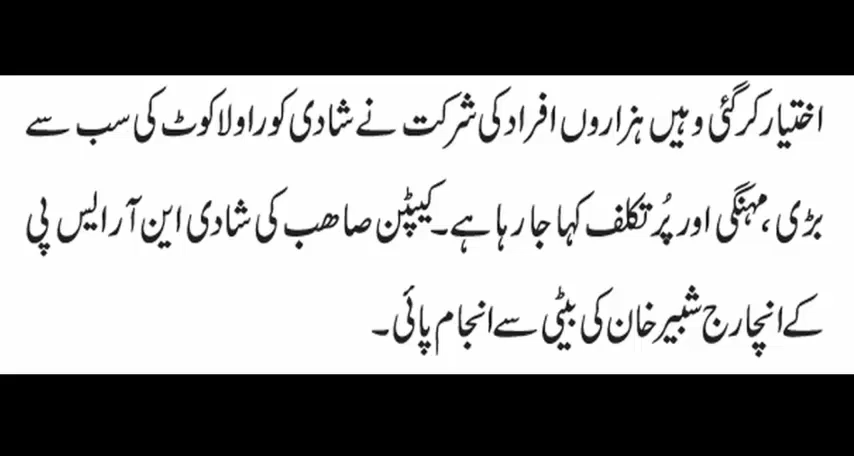 اختیار کر گئی وہیں ہزاروں افراد کی شرکت نے شادی کو راولاکوٹ کی سب سے
بڑی، مہنگی اور پُر تکلف کہا جا رہا ہے۔ کیپٹن صاھب کی شادی این آر ایس پی
کے انچارج شبیر خان کی بیٹی سے انجام پائی۔